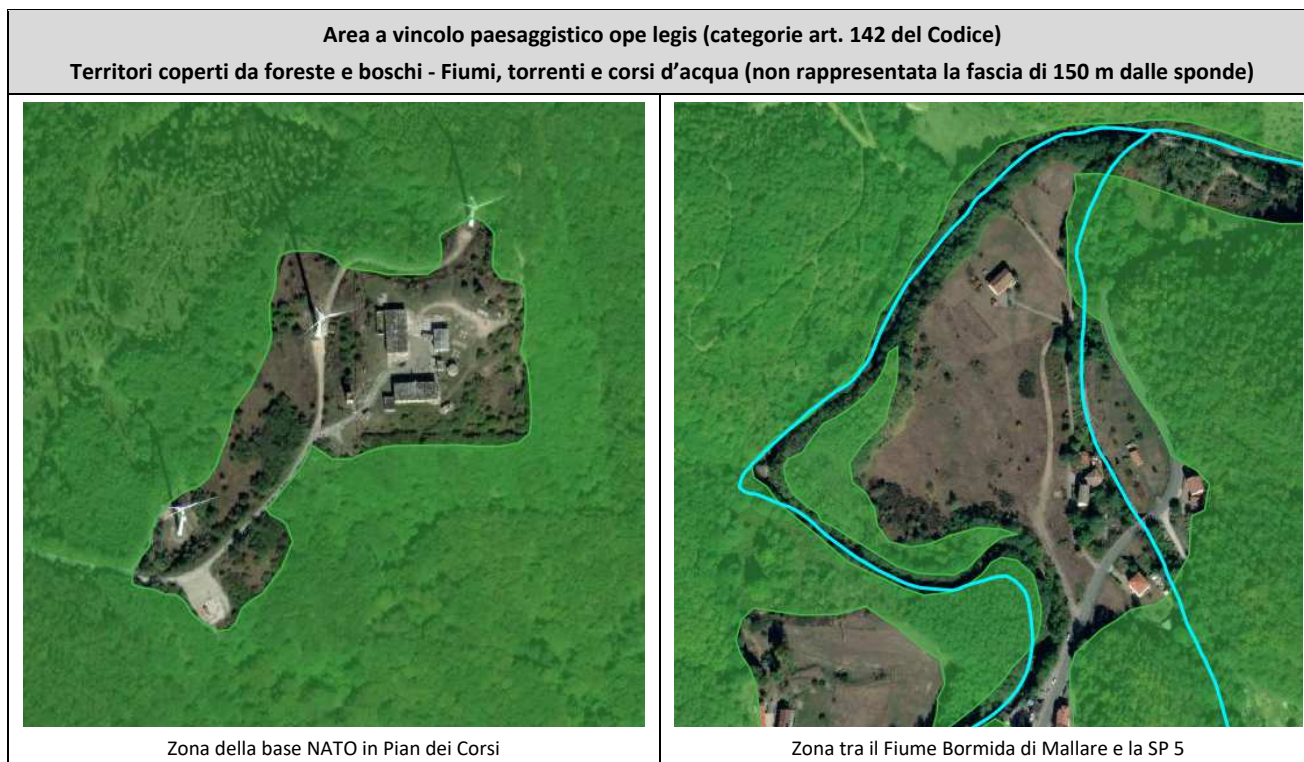 Area a vincolo paesaggistico ope legis (categorie art. 142 del Codice)
Territori coperti da foreste e boschi - Fiumi, torrenti e corsi d'acqua (non rappresentata la fascia di 150 m dalle sponde)
Zona della base NATO in Pian dei Corsi
Zona tra il Fiume Bormida di Mallare e la SP 5